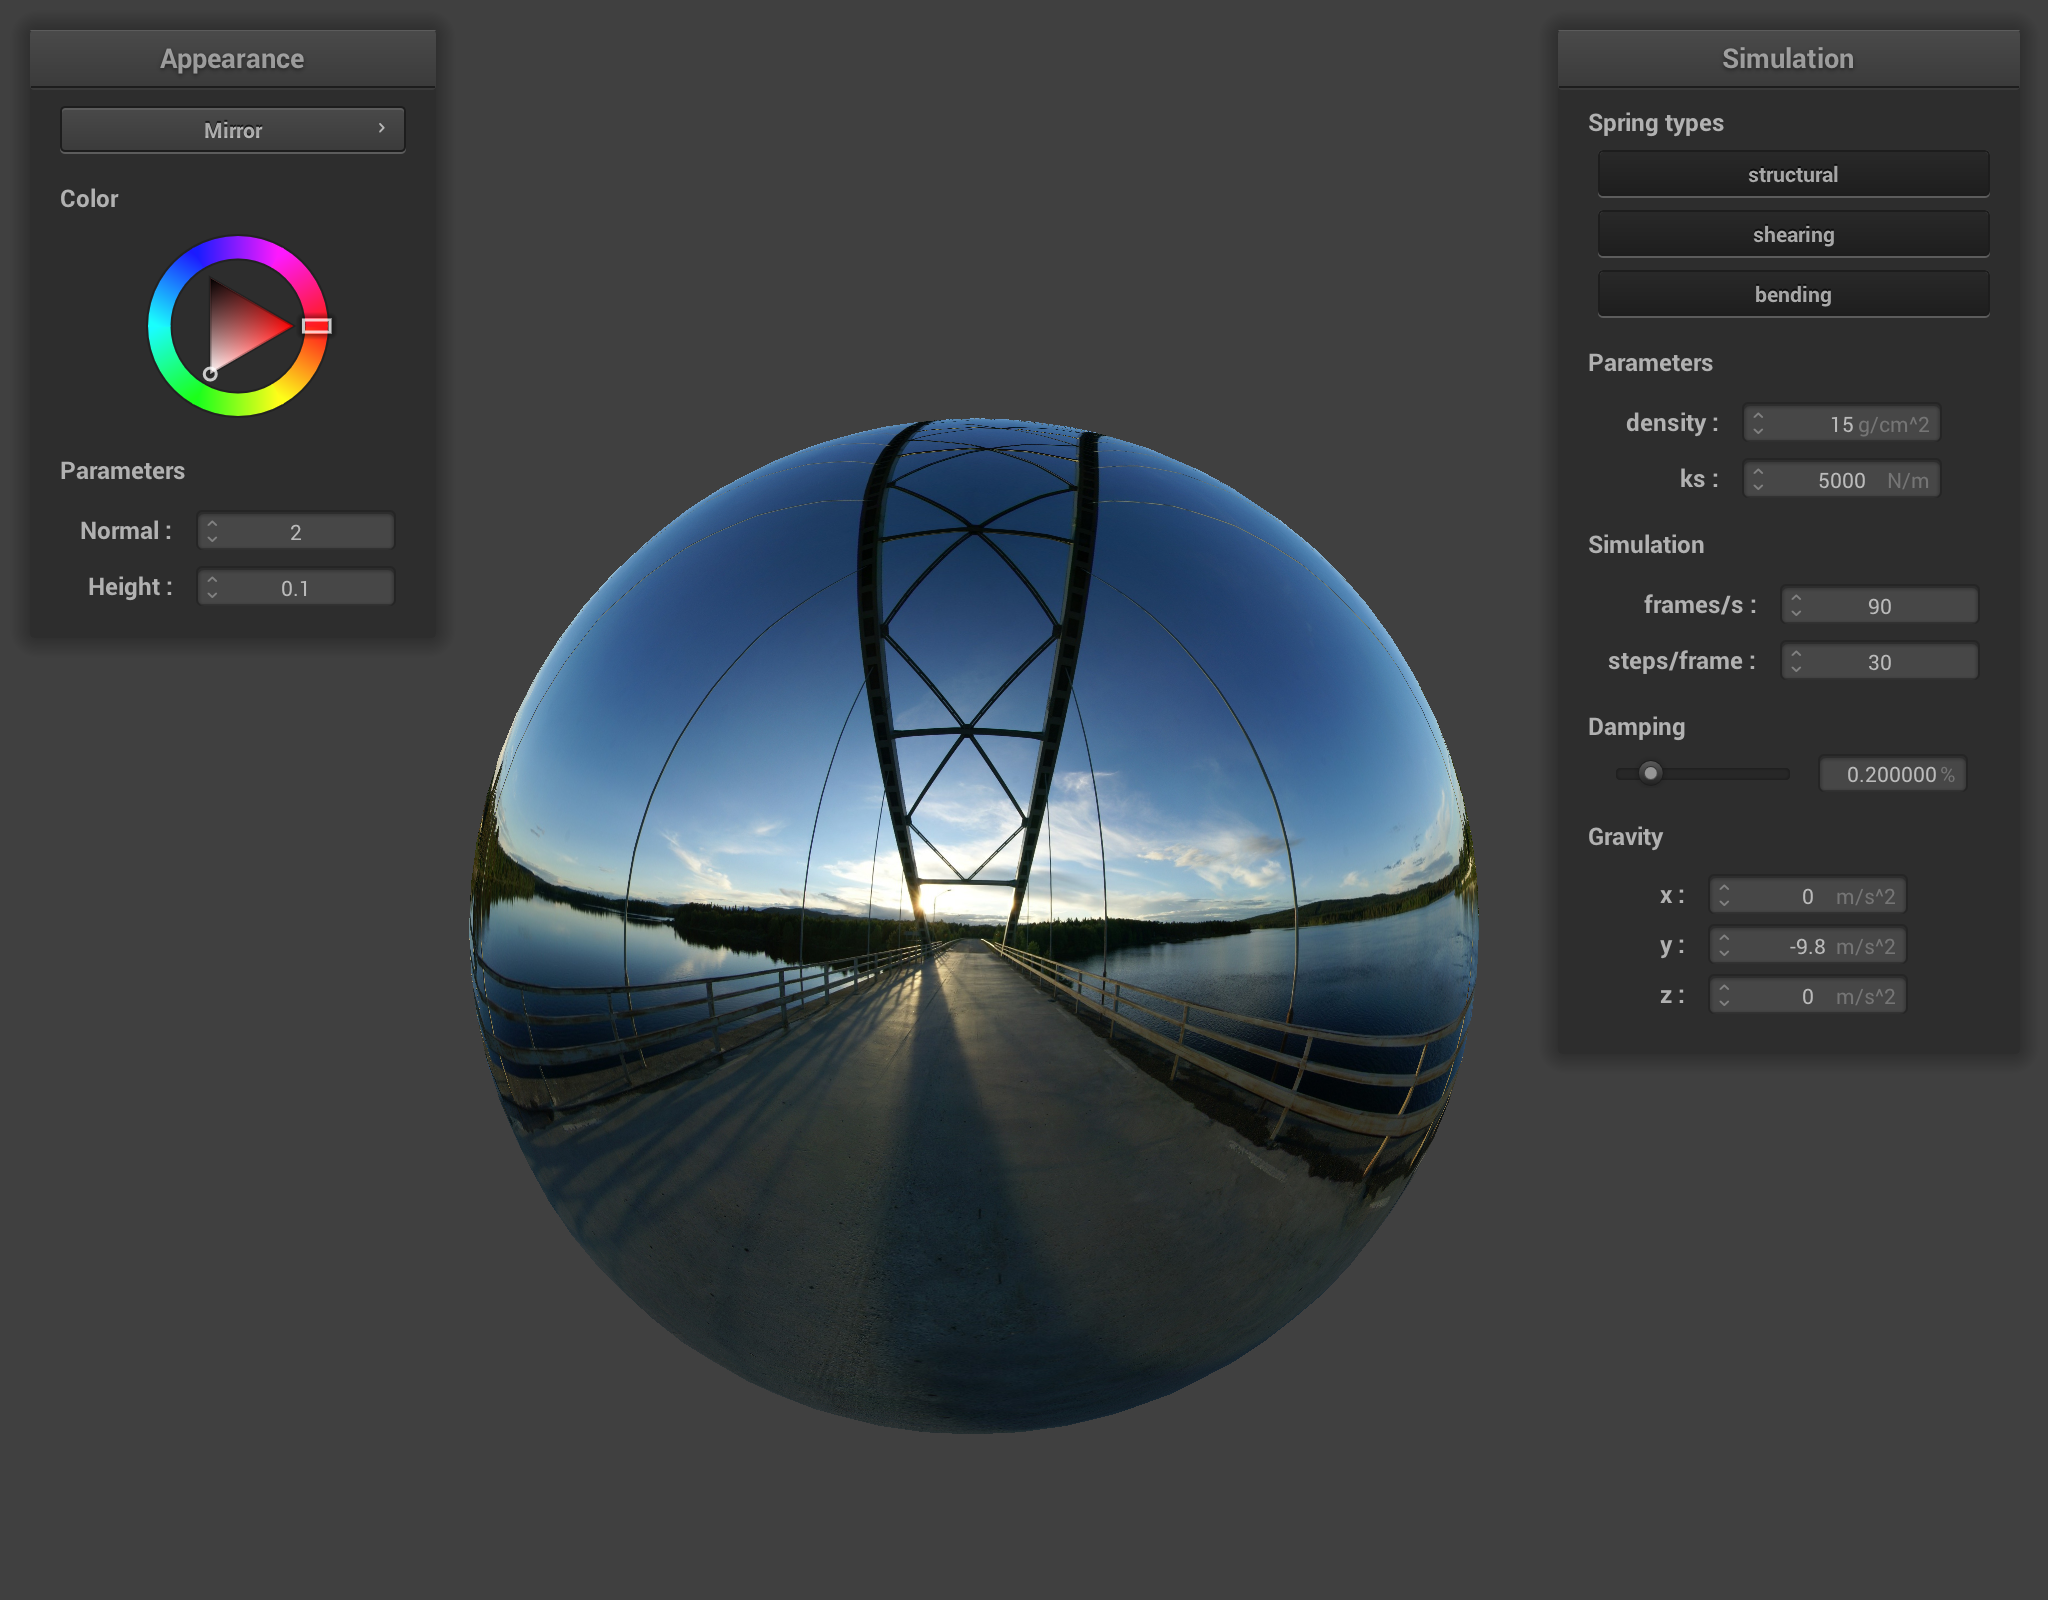 Appearance
Mirror
Color
Parameters
Normal : 2
Height : 0.1
Simulation
Spring types
structural
shearing
bending
Parameters
density : 15 g/cm^2
ks : 5000 N/m
Simulation
frames/s : 90
steps/frame : 30
Damping
0.200000 %
Gravity
x : 0 m/s^2
y : -9.8 m/s^2
z : 0 m/s^2